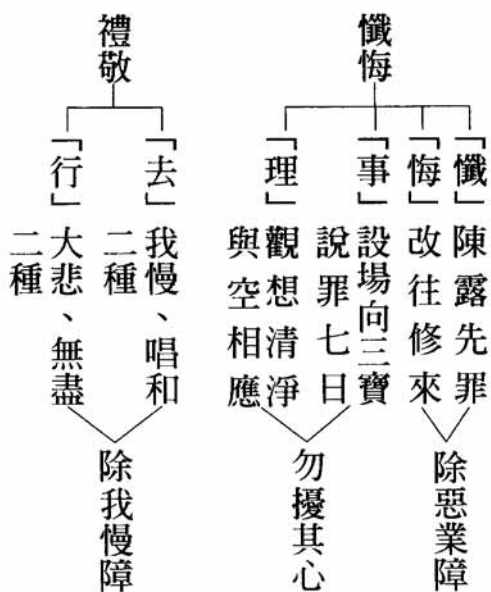 懺悔
「懺」陳露先罪
「悔」改往修來
除惡業障
「事」設場向三寶
說罪七日
「理」觀想清淨
與空相應
勿擾其心
禮敬
「去」我慢、唱和
二種
「行」大悲、無盡
二種
除我慢障